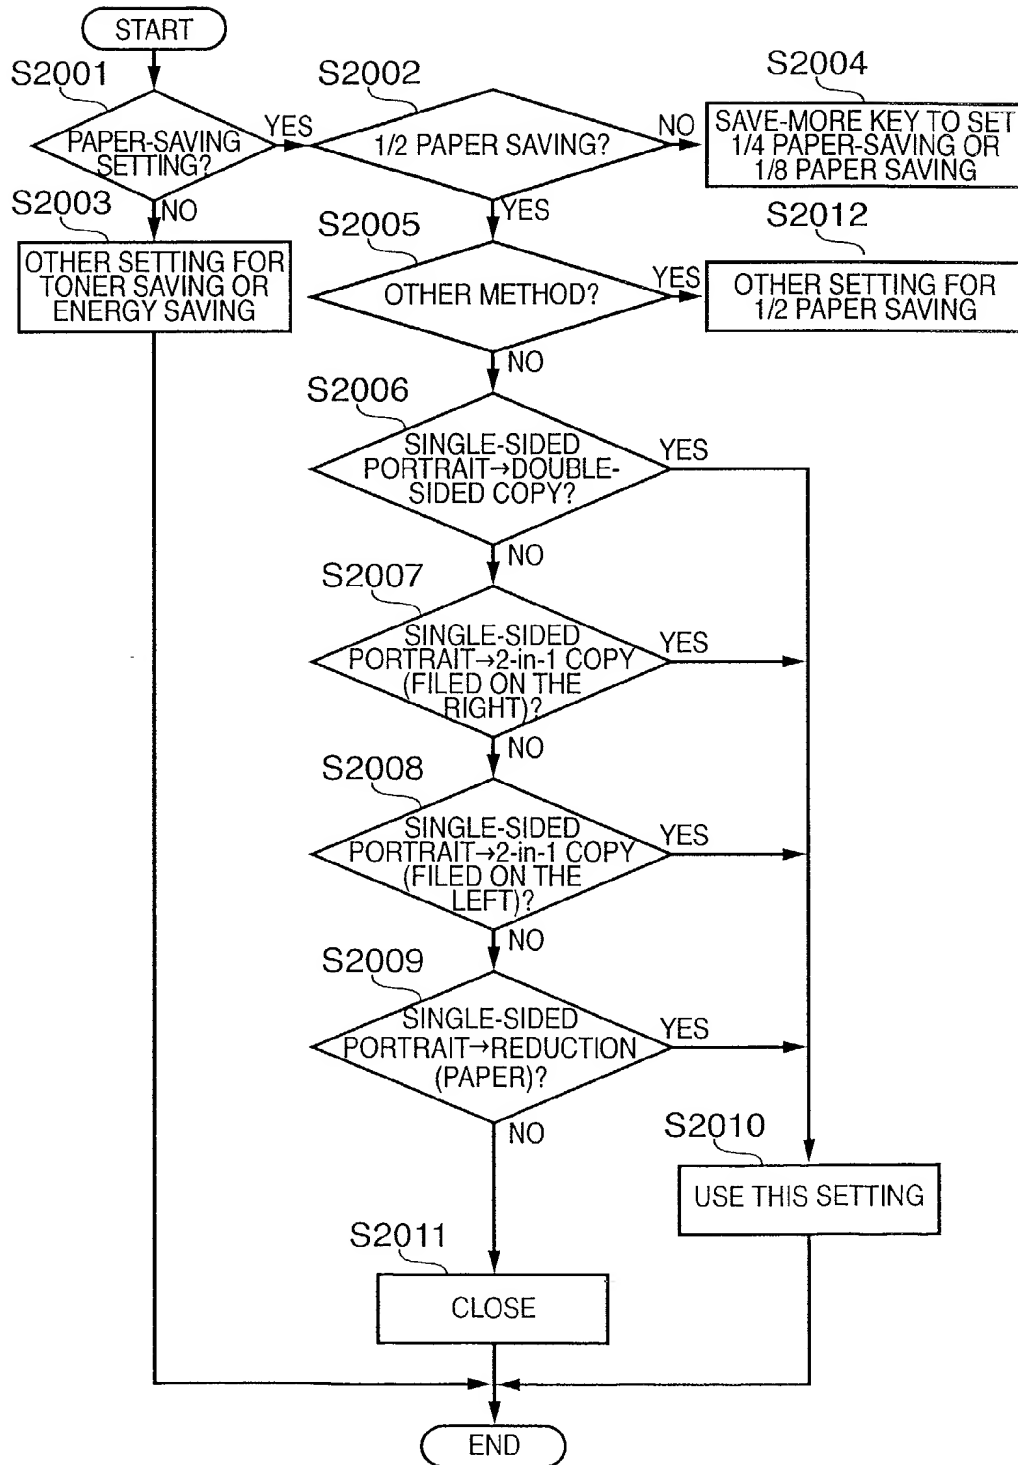 START
S2001
PAPER-SAVING
SETTING?
YES
NO
S2002
1/2 PAPER SAVING?
NO
YES
S2004
SAVE-MORE KEY TO SET
1/4 PAPER-SAVING OR
1/8 PAPER SAVING
S2003
OTHER SETTING FOR
TONER SAVING OR
ENERGY SAVING
S2005
OTHER METHOD?
YES
NO
S2012
OTHER SETTING FOR
1/2 PAPER SAVING
S2006
SINGLE-SIDED
PORTRAIT→DOUBLE-
SIDED COPY?
YES
NO
S2007
SINGLE-SIDED
PORTRAIT→2-in-1 COPY
(FILED ON THE
RIGHT)?
YES
NO
S2008
SINGLE-SIDED
PORTRAIT→2-in-1 COPY
(FILED ON THE
LEFT)?
YES
NO
S2009
SINGLE-SIDED
PORTRAIT→REDUCTION
(PAPER)?
YES
NO
S2010
USE THIS SETTING
S2011
CLOSE
END